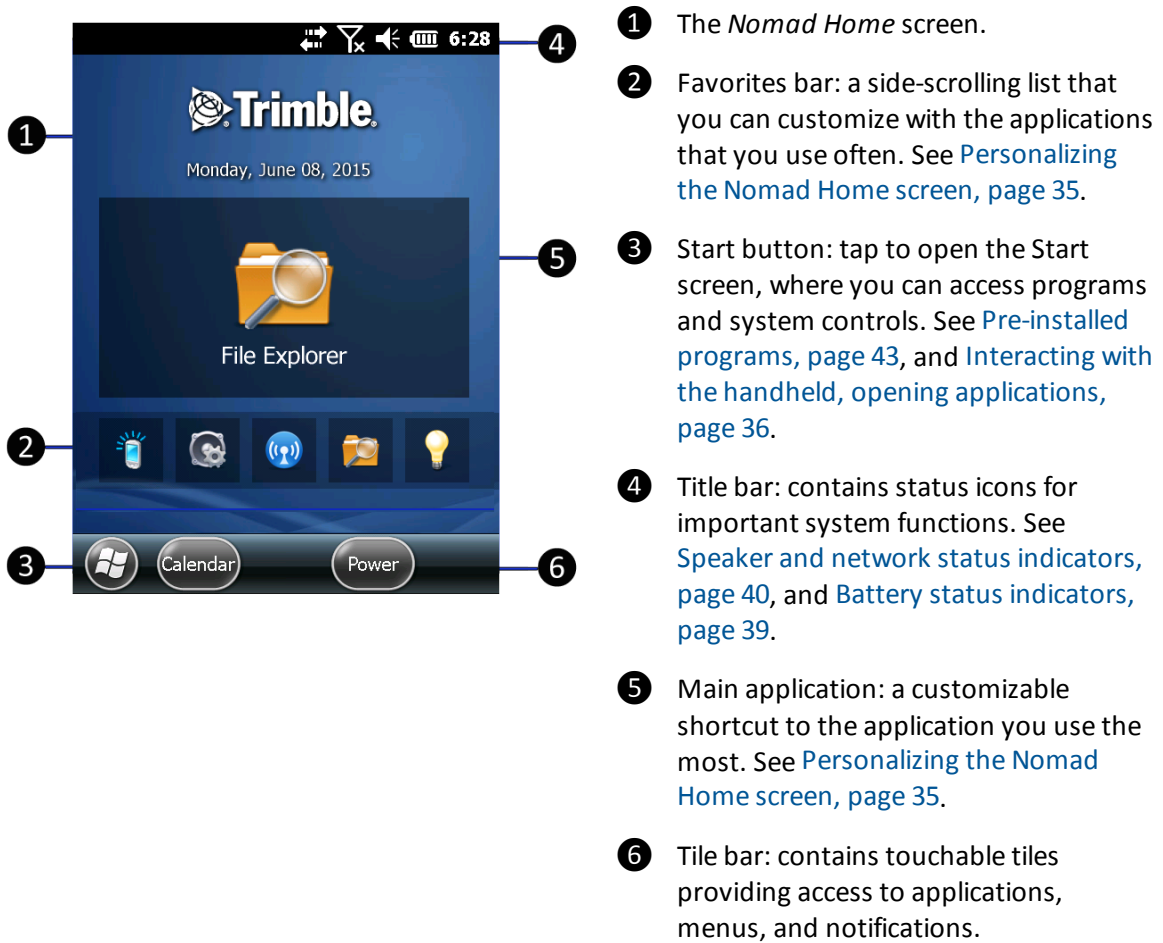 6:28
4
Trimble
1
Monday, June 08, 2015
5
File Explorer
2
3
Calendar
Power
6
1 The Nomad Home screen.
2 Favorites bar: a side-scrolling list that
you can customize with the applications
that you use often. See Personalizing
the Nomad Home screen, page 35.
3 Start button: tap to open the Start
screen, where you can access programs
and system controls. See Pre-installed
programs, page 43, and Interacting with
the handheld, opening applications,
page 36.
4 Title bar: contains status icons for
important system functions. See
Speaker and network status indicators,
page 40, and Battery status indicators,
page 39.
5 Main application: a customizable
shortcut to the application you use the
most. See Personalizing the Nomad
Home screen, page 35.
6 Tile bar: contains touchable tiles
providing access to applications,
menus, and notifications.